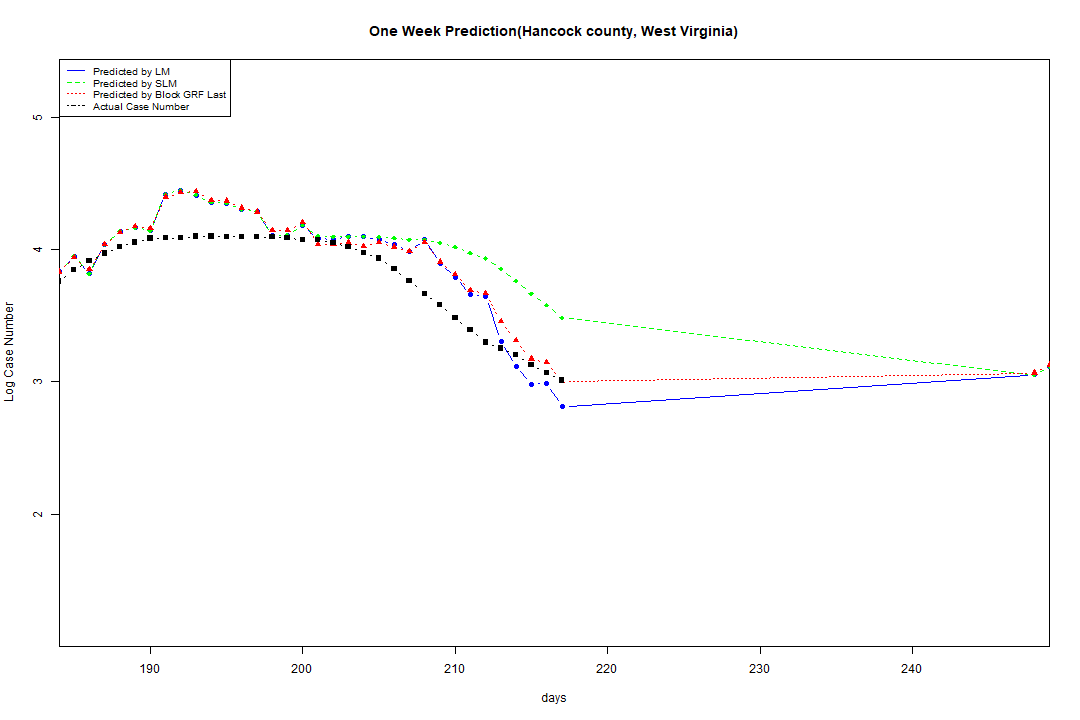 One Week Prediction(Hancock county, West Virginia)
Predicted by LM
Predicted by SLM
Predicted by Block GRF Last
Actual Case Number
5
4
3
2
Log Case Number
190 200 210 220 230 240
days